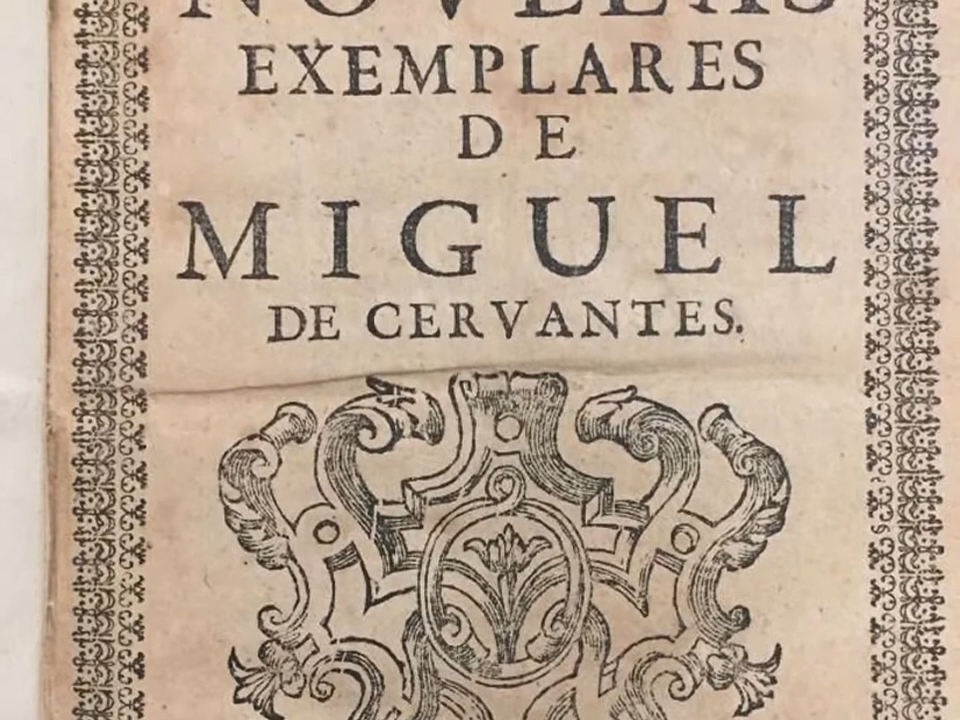 NOVELAS
EXEMPLARES
DE
MIGUEL
DE CERVANTES.